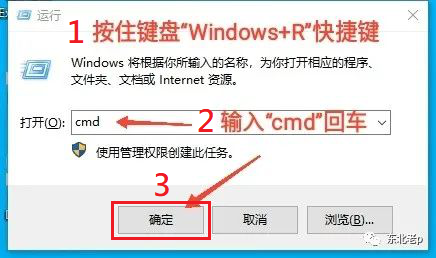 运行
1 按住键盘“Windows+R”快捷键
Windows 将根据你所输入的名称，为你打开相应的程序、
文件夹、文档或 Internet 资源。
打开(O): cmd
2 输入“cmd”回车
使用管理权限创建此任务。
3
确定 取消 浏览(B)...
东北老p